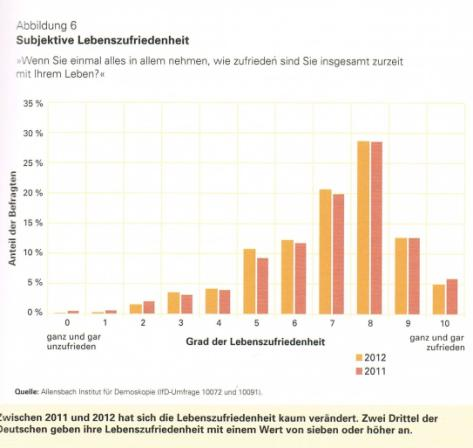 Abbildung 6
Subjektive Lebenszufriedenheit
»Wenn Sie einmal alles in allem nehmen, wie zufrieden sind Sie insgesamt zurzeit
mit Ihrem Leben?«
Anteil der Befragten
35 %
30 %
25 %
20 %
15 %
10 %
5 %
0 %
0 1 2 3 4 5 6 7 8 9 10
ganz und gar
unzufrieden
Grad der Lebenszufriedenheit
ganz und gar
zufrieden
2012
2011
Quelle: Allensbach Institut für Demoskopie (IfD-Umfrage 10072 und 10091).
Zwischen 2011 und 2012 hat sich die Lebenszufriedenheit kaum verändert. Zwei Drittel der
Deutschen geben ihre Lebenszufriedenheit mit einem Wert von sieben oder höher an.